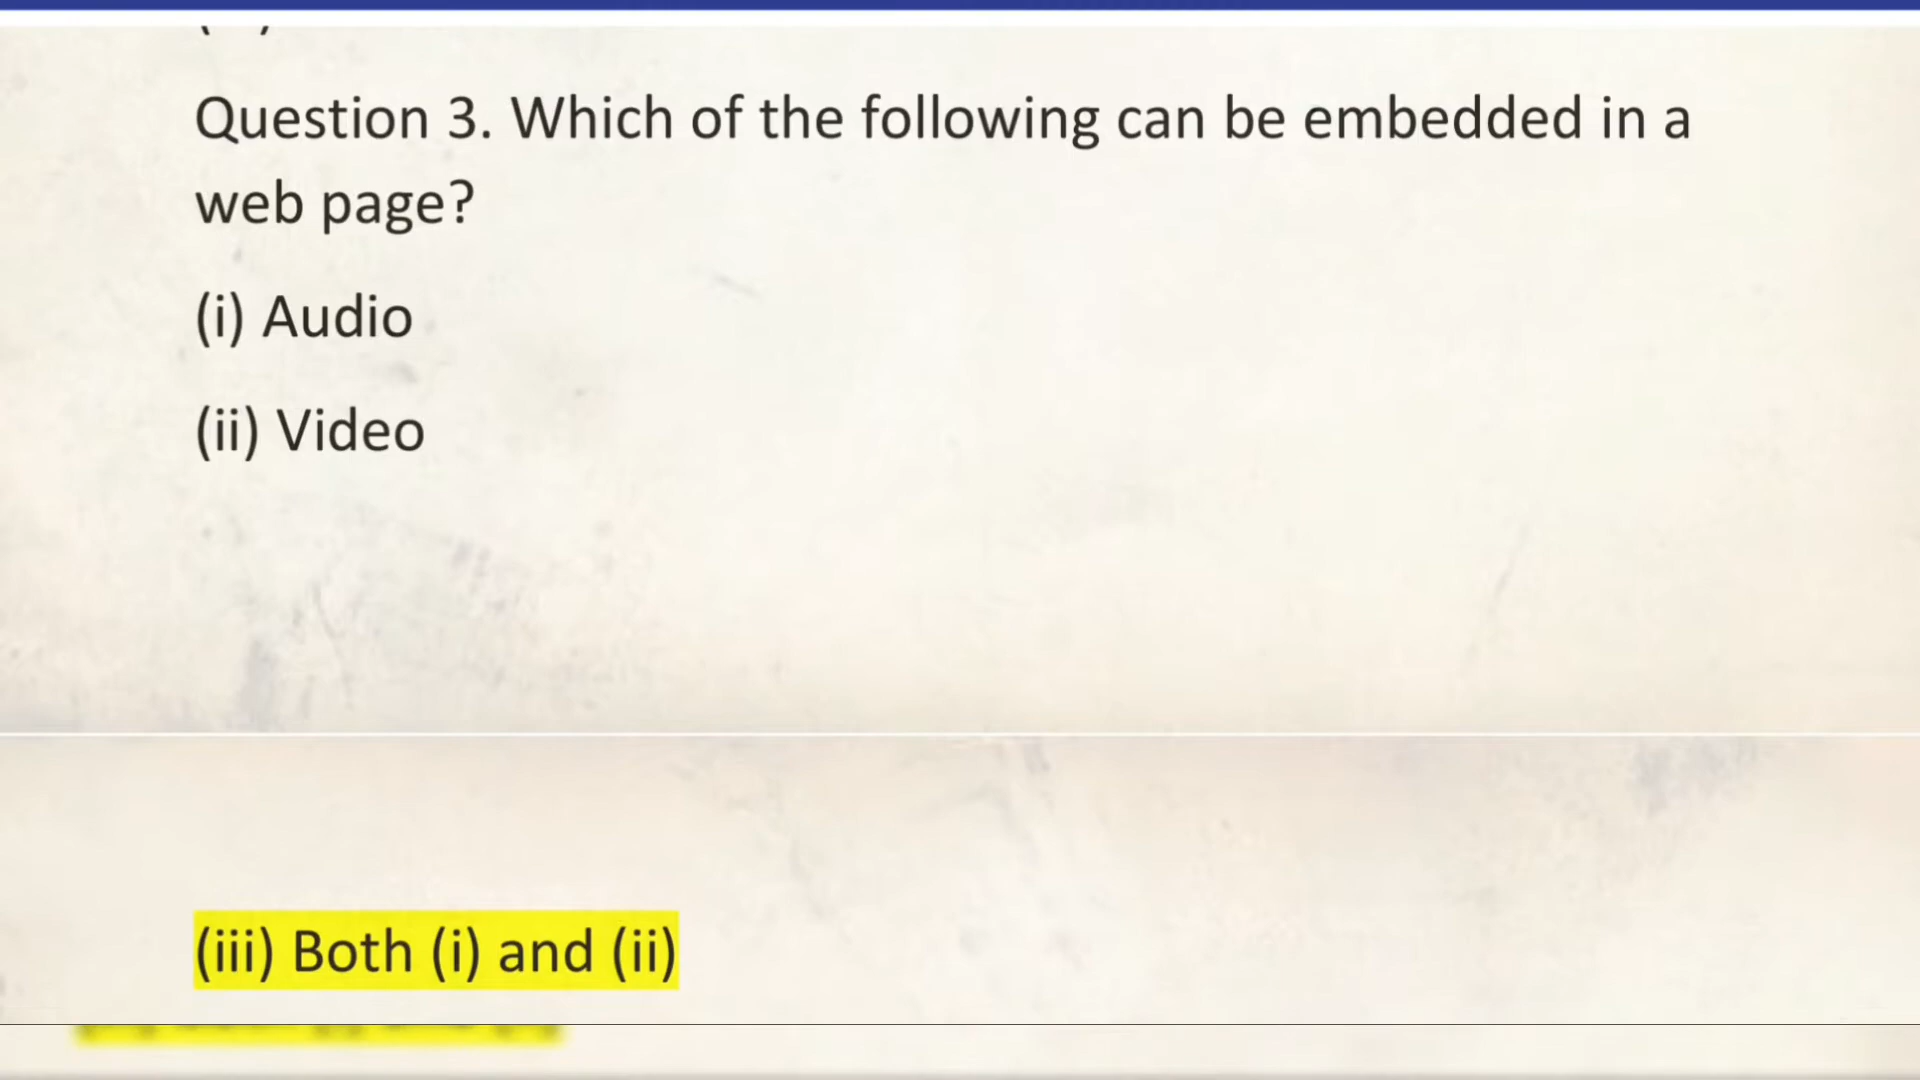 Question 3. Which of the following can be embedded in a
web page?
(i) Audio
(ii) Video
(iii) Both (i) and (ii)